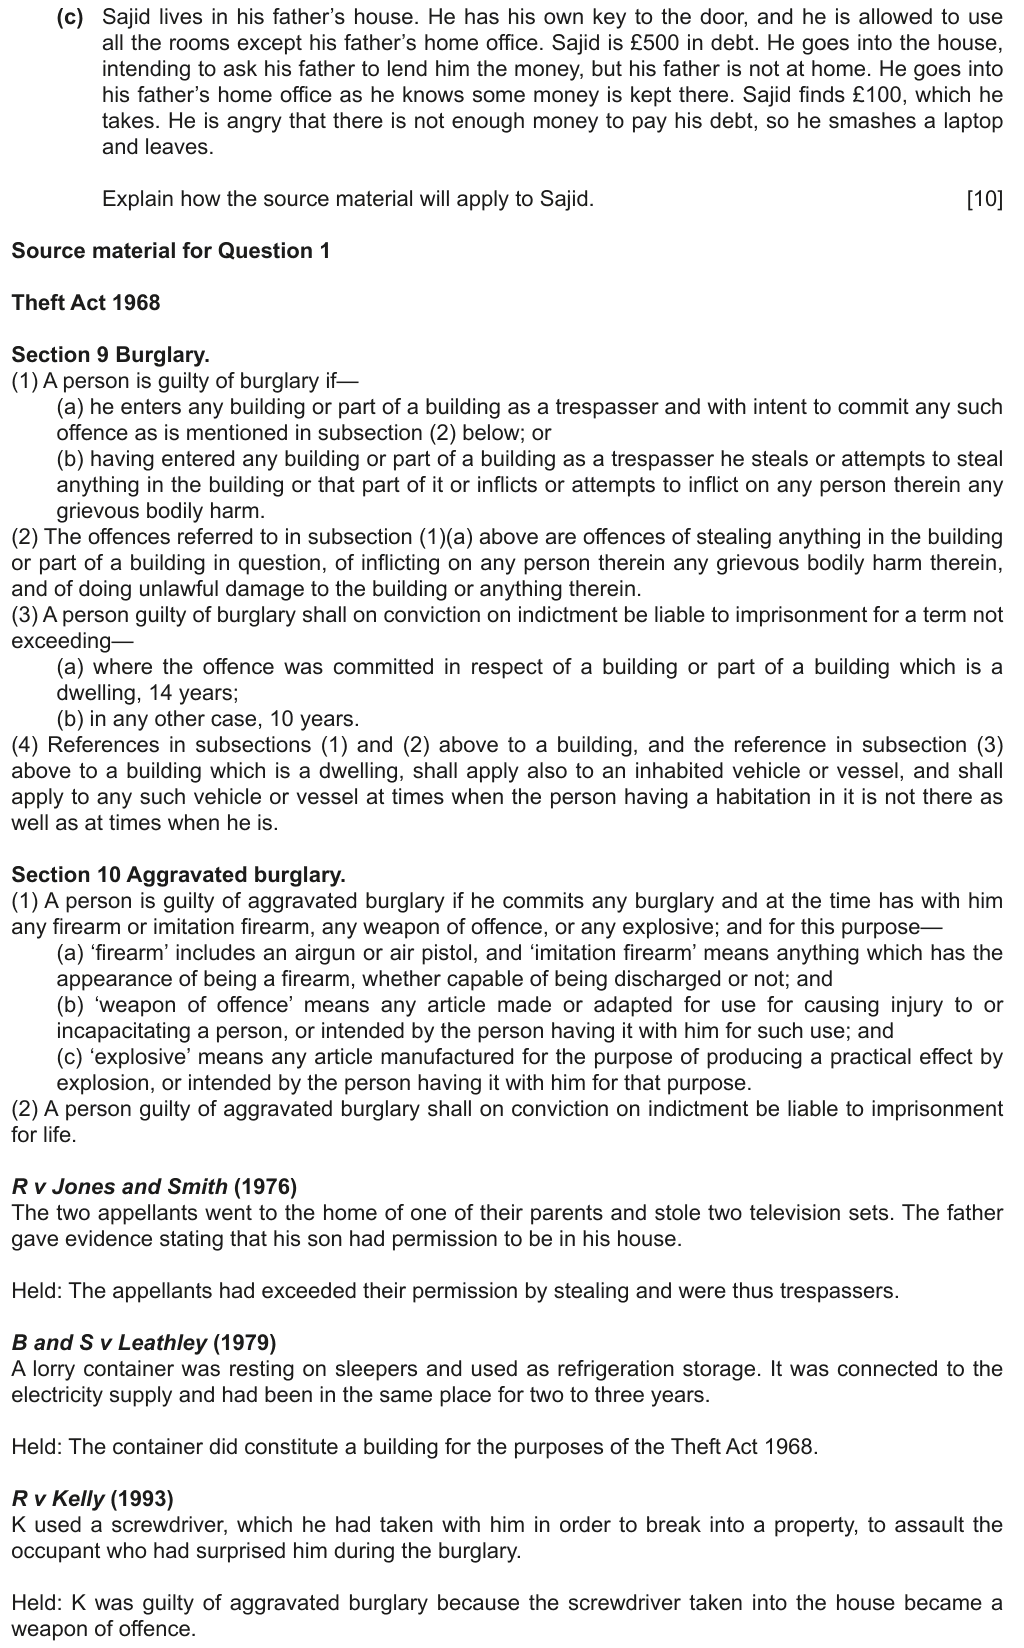 (c) Sajid lives in his father’s house. He has his own key to the door, and he is allowed to use
all the rooms except his father’s home office. Sajid is £500 in debt. He goes into the house,
intending to ask his father to lend him the money, but his father is not at home. He goes into
his father’s home office as he knows some money is kept there. Sajid finds £100, which he
takes. He is angry that there is not enough money to pay his debt, so he smashes a laptop
and leaves.
Explain how the source material will apply to Sajid. [10]
Source material for Question 1
Theft Act 1968
Section 9 Burglary.
(1) A person is guilty of burglary if—
(a) he enters any building or part of a building as a trespasser and with intent to commit any such
offence as is mentioned in subsection (2) below; or
(b) having entered any building or part of a building as a trespasser he steals or attempts to steal
anything in the building or that part of it or inflicts or attempts to inflict on any person therein any
grievous bodily harm.
(2) The offences referred to in subsection (1)(a) above are offences of stealing anything in the building
or part of a building in question, of inflicting on any person therein any grievous bodily harm therein,
and of doing unlawful damage to the building or anything therein.
(3) A person guilty of burglary shall on conviction on indictment be liable to imprisonment for a term not
exceeding—
(a) where the offence was committed in respect of a building or part of a building which is a
dwelling, 14 years;
(b) in any other case, 10 years.
(4) References in subsections (1) and (2) above to a building, and the reference in subsection (3)
above to a building which is a dwelling, shall apply also to an inhabited vehicle or vessel, and shall
apply to any such vehicle or vessel at times when the person having a habitation in it is not there as
well as at times when he is.
Section 10 Aggravated burglary.
(1) A person is guilty of aggravated burglary if he commits any burglary and at the time has with him
any firearm or imitation firearm, any weapon of offence, or any explosive; and for this purpose—
(a) ‘firearm’ includes an airgun or air pistol, and ‘imitation firearm’ means anything which has the
appearance of being a firearm, whether capable of being discharged or not; and
(b) ‘weapon of offence’ means any article made or adapted for use for causing injury to or
incapacitating a person, or intended by the person having it with him for such use; and
(c) ‘explosive’ means any article manufactured for the purpose of producing a practical effect by
explosion, or intended by the person having it with him for that purpose.
(2) A person guilty of aggravated burglary shall on conviction on indictment be liable to imprisonment
for life.
R v Jones and Smith (1976)
The two appellants went to the home of one of their parents and stole two television sets. The father
gave evidence stating that his son had permission to be in his house.
Held: The appellants had exceeded their permission by stealing and were thus trespassers.
B and S v Leathley (1979)
A lorry container was resting on sleepers and used as refrigeration storage. It was connected to the
electricity supply and had been in the same place for two to three years.
Held: The container did constitute a building for the purposes of the Theft Act 1968.
R v Kelly (1993)
K used a screwdriver, which he had taken with him in order to break into a property, to assault the
occupant who had surprised him during the burglary.
Held: K was guilty of aggravated burglary because the screwdriver taken into the house became a
weapon of offence.